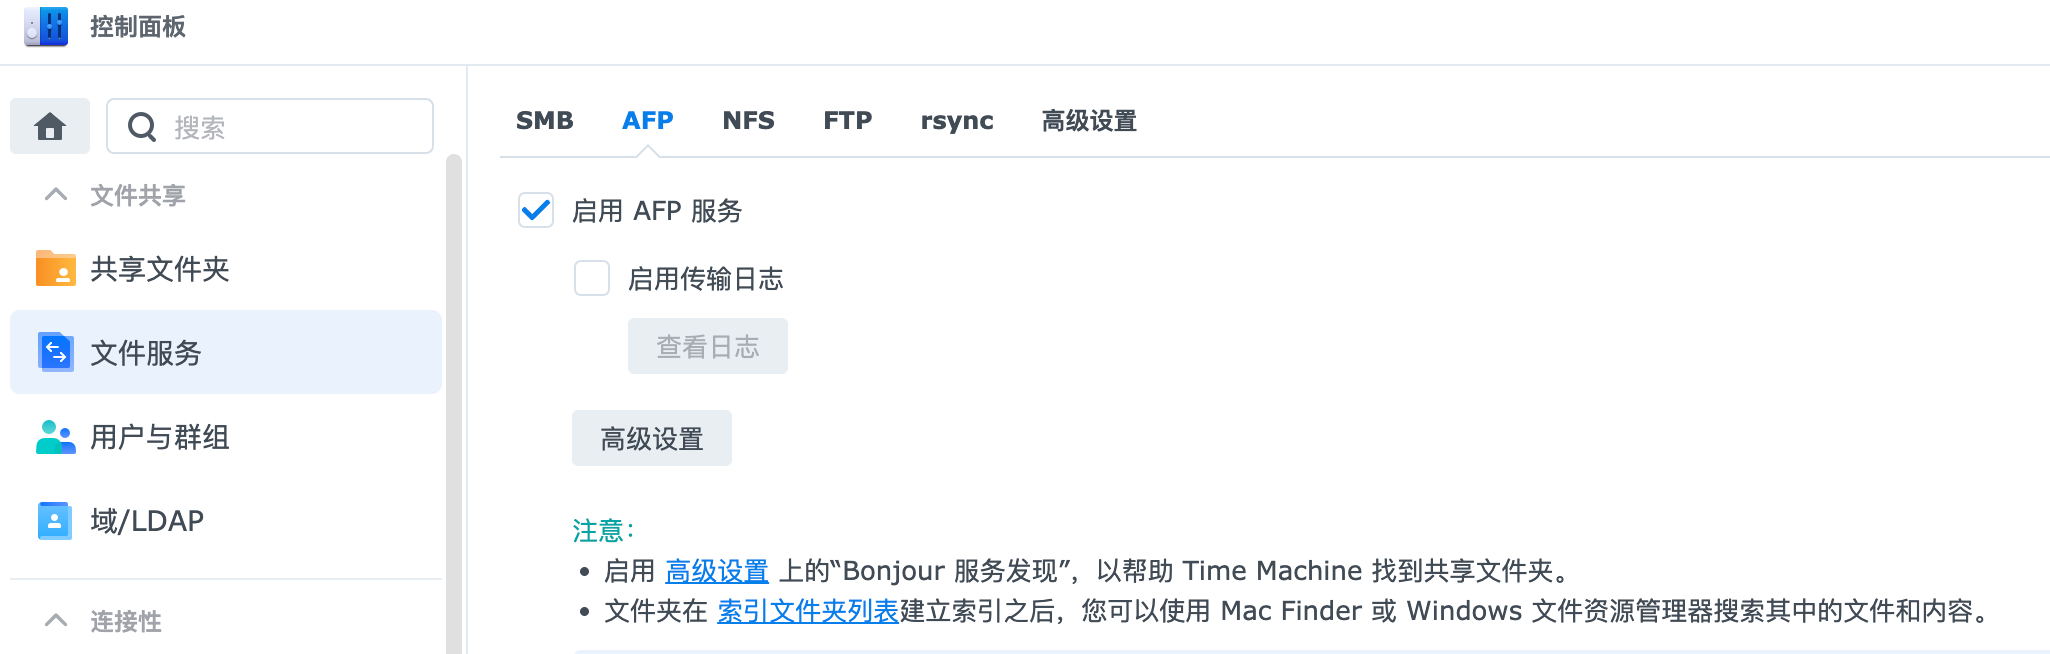 控制面板
搜索
文件共享
共享文件夹
文件服务
用户与群组
域/LDAP
连接性
SMB AFP NFS FTP rsync 高级设置
启用 AFP 服务
启用传输日志
查看日志
高级设置
注意：
• 启用 高级设置 上的“Bonjour 服务发现”，以帮助 Time Machine 找到共享文件夹。
• 文件夹在 索引文件夹列表建立索引之后，您可以使用 Mac Finder 或 Windows 文件资源管理器搜索其中的文件和内容。